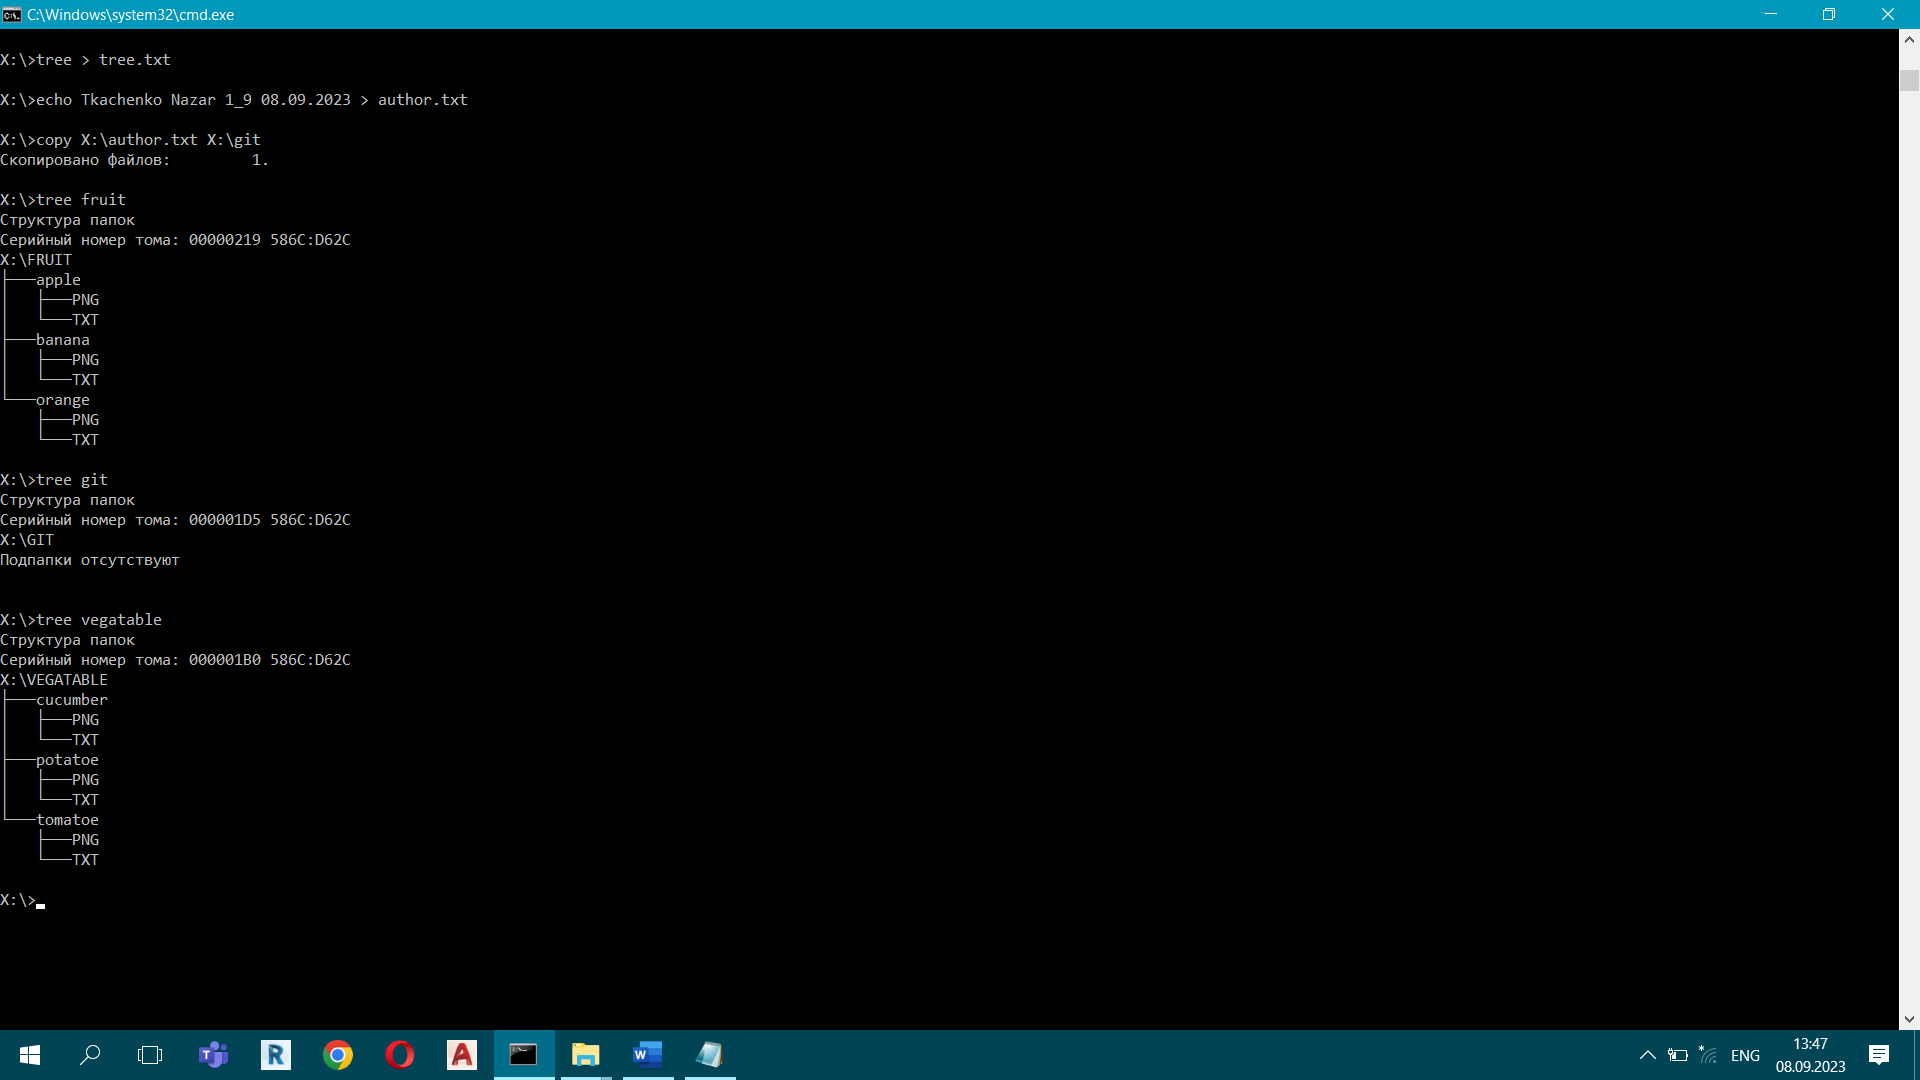 C:\Windows\system32\cmd.exe
X:\>tree > tree.txt
X:\>echo Tkachenko Nazar 1_9 08.09.2023 > author.txt
X:\>copy X:\author.txt X:\git
Скопировано файлов:         1.
X:\>tree fruit
Структура папок
Серийный номер тома: 00000219 586C:D62C
X:\FRUIT
├───apple
│   ├───PNG
│   └───TXT
├───banana
│   ├───PNG
│   └───TXT
└───orange
    ├───PNG
    └───TXT
X:\>tree git
Структура папок
Серийный номер тома: 000001D5 586C:D62C
X:\GIT
Подпапки отсутствуют
X:\>tree vegatable
Структура папок
Серийный номер тома: 000001B0 586C:D62C
X:\VEGATABLE
├───cucumber
│   ├───PNG
│   └───TXT
├───potatoe
│   ├───PNG
│   └───TXT
└───tomatoe
    ├───PNG
    └───TXT
X:\>
ENG
13:47
08.09.2023